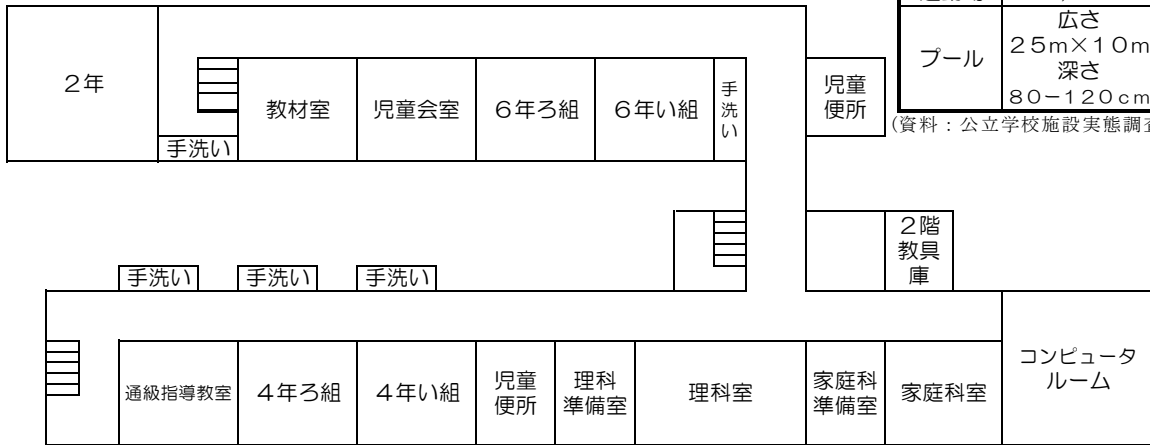 広さ
プール
25m×10m
深さ
80-120cm
(資料:公立学校施設実態調査
2年
教材室
児童会室
6年ろ組
6年い組
手洗い
児童
便所
手洗い
2階
教具
庫
手洗い
手洗い
手洗い
通級指導教室
4年ろ組
4年い組
児童
便所
理科
準備室
理科室
家庭科
準備室
家庭科室
コンピュータ
ルーム